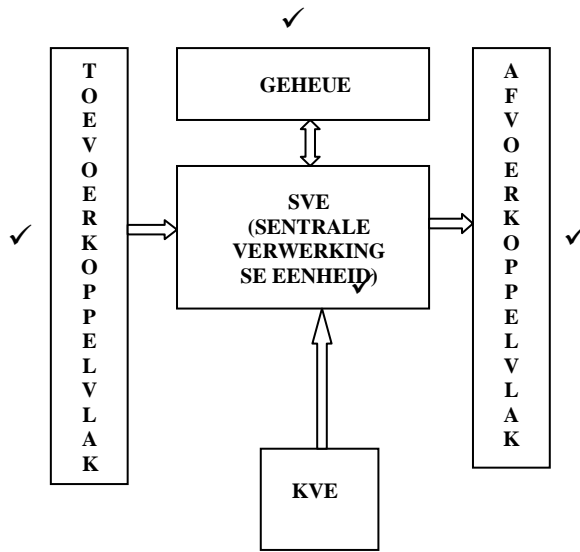 TOEVOERKOPPELVLAK
GEHEUE
SVE
(SENTRALE
VERWERKING
SE EENHEID)
KVE
AFVOERKOPPELVLAK